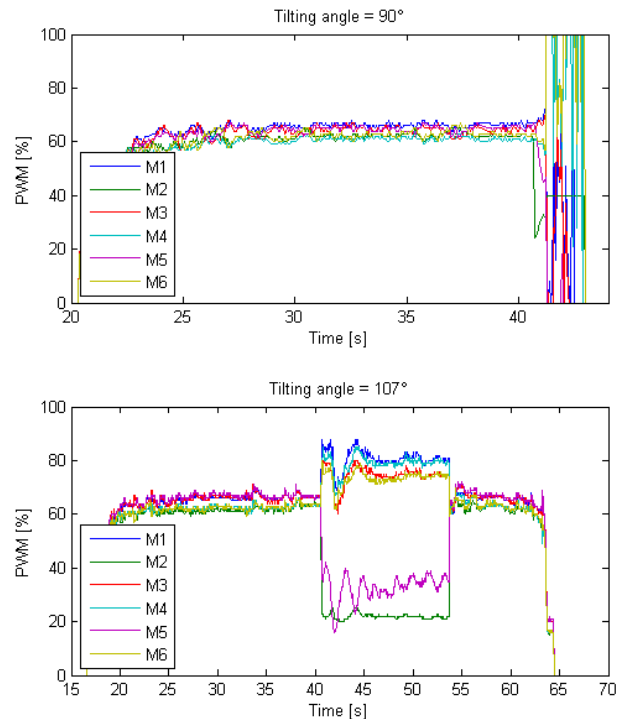 Tilting angle = 90°
100
80
60
40
20
0
PWM [%]
M1
M2
M3
M4
M5
M6
20 25 30 35 40
Time [s]
Tilting angle = 107°
100
80
60
40
20
0
PWM [%]
M1
M2
M3
M4
M5
M6
15 20 25 30 35 40 45 50 55 60 65 70
Time [s]